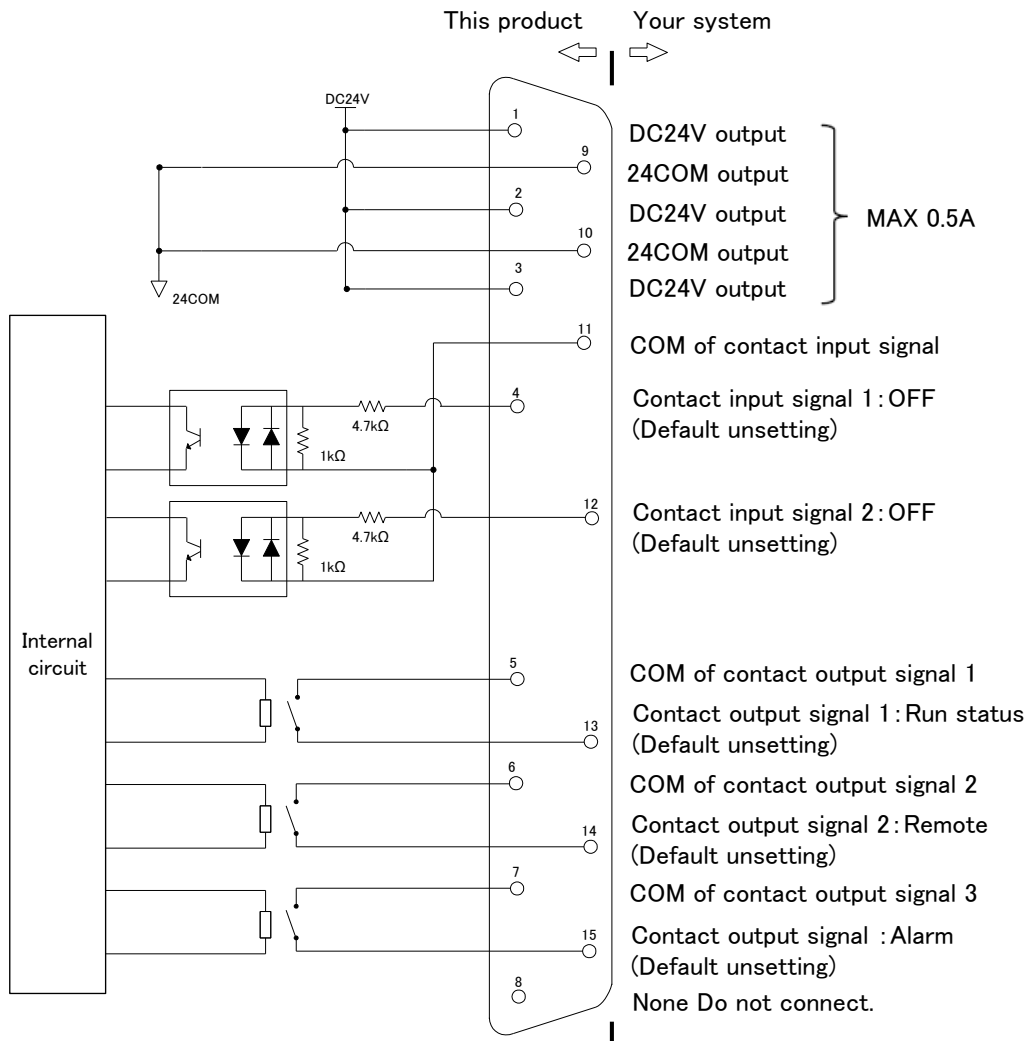 This product Your system
DC24V
1
DC24V output
9
24COM output
2
DC24V output
MAX 0.5A
10
24COM output
3
DC24V output
24COM
11
COM of contact input signal
4
Contact input signal 1:OFF
(Default unsetting)
4.7kΩ
1kΩ
12
Contact input signal 2:OFF
(Default unsetting)
4.7kΩ
1kΩ
Internal
circuit
5
COM of contact output signal 1
Contact output signal 1:Run status
(Default unsetting)
13
6
COM of contact output signal 2
Contact output signal 2:Remote
(Default unsetting)
14
7
COM of contact output signal 3
Contact output signal :Alarm
(Default unsetting)
15
8
None Do not connect.